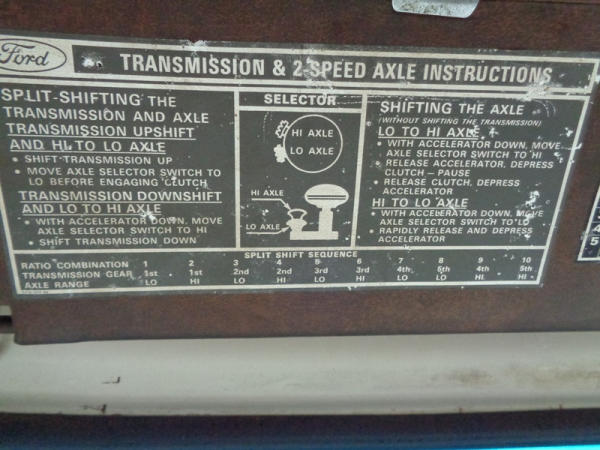 Ford
TRANSMISSION & 2-SPEED AXLE INSTRUCTIONS
SPLIT-SHIFTING THE
TRANSMISSION AND AXLE
TRANSMISSION UPSHIFT
AND HI TO LO AXLE
• SHIFT TRANSMISSION UP
• MOVE AXLE SELECTOR SWITCH TO
LO BEFORE ENGAGING CLUTCH
TRANSMISSION DOWNSHIFT
AND LO TO HI AXLE
• WITH ACCELERATOR DOWN, MOVE
AXLE SELECTOR SWITCH TO HI
• SHIFT TRANSMISSION DOWN
SELECTOR
HI AXLE
LO AXLE
HI AXLE
LO AXLE
SHIFTING THE AXLE
(WITHOUT SHIFTING THE TRANSMISSION)
LO TO HI AXLE
• WITH ACCELERATOR DOWN, MOVE
AXLE SELECTOR SWITCH TO HI
• RELEASE ACCELERATOR, DEPRESS
CLUTCH - PAUSE
• RELEASE CLUTCH, DEPRESS
ACCELERATOR
HI TO LO AXLE
• WITH ACCELERATOR DOWN, MOVE
AXLE SELECTOR SWITCH TO LO
• RAPIDLY RELEASE AND DEPRESS
ACCELERATOR
SPLIT SHIFT SEQUENCE
RATIO COMBINATION 1 2 3 4 5 6 7 8 9 10
TRANSMISSION GEAR 1st 1st 2nd 2nd 3rd 3rd 4th 5th 4th 5th
AXLE RANGE LO HI LO HI LO HI LO LO HI HI
4
5